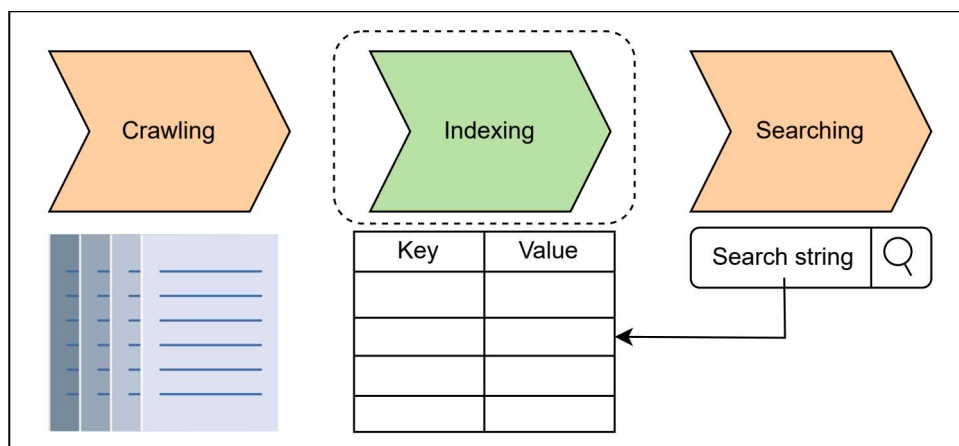 Crawling
Indexing
Searching
Key
Value
Search string